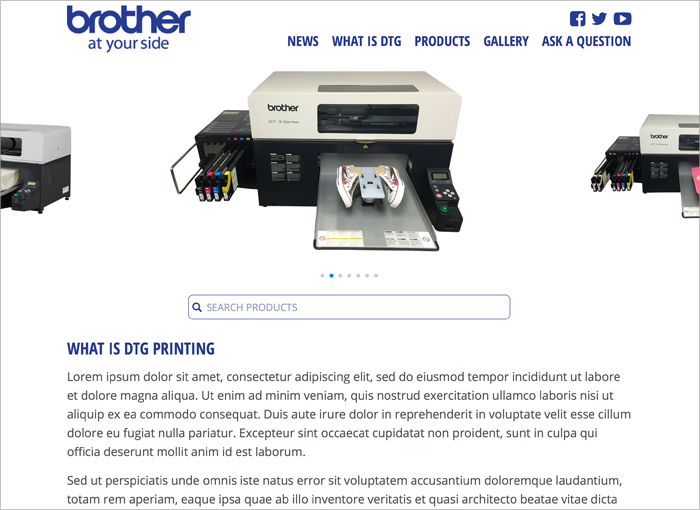 brother
at your side
NEWS WHAT IS DTG PRODUCTS GALLERY ASK A QUESTION
brother
GT-3 Series
brother
SEARCH PRODUCTS
WHAT IS DTG PRINTING
Lorem ipsum dolor sit amet, consectetur adipiscing elit, sed do eiusmod tempor incididunt ut labore
et dolore magna aliqua. Ut enim ad minim veniam, quis nostrud exercitation ullamco laboris nisi ut
aliquip ex ea commodo consequat. Duis aute irure dolor in reprehenderit in voluptate velit esse cillum
dolore eu fugiat nulla pariatur. Excepteur sint occaecat cupidatat non proident, sunt in culpa qui
officia deserunt mollit anim id est laborum.
Sed ut perspiciatis unde omnis iste natus error sit voluptatem accusantium doloremque laudantium,
totam rem aperiam, eaque ipsa quae ab illo inventore veritatis et quasi architecto beatae vitae dicta